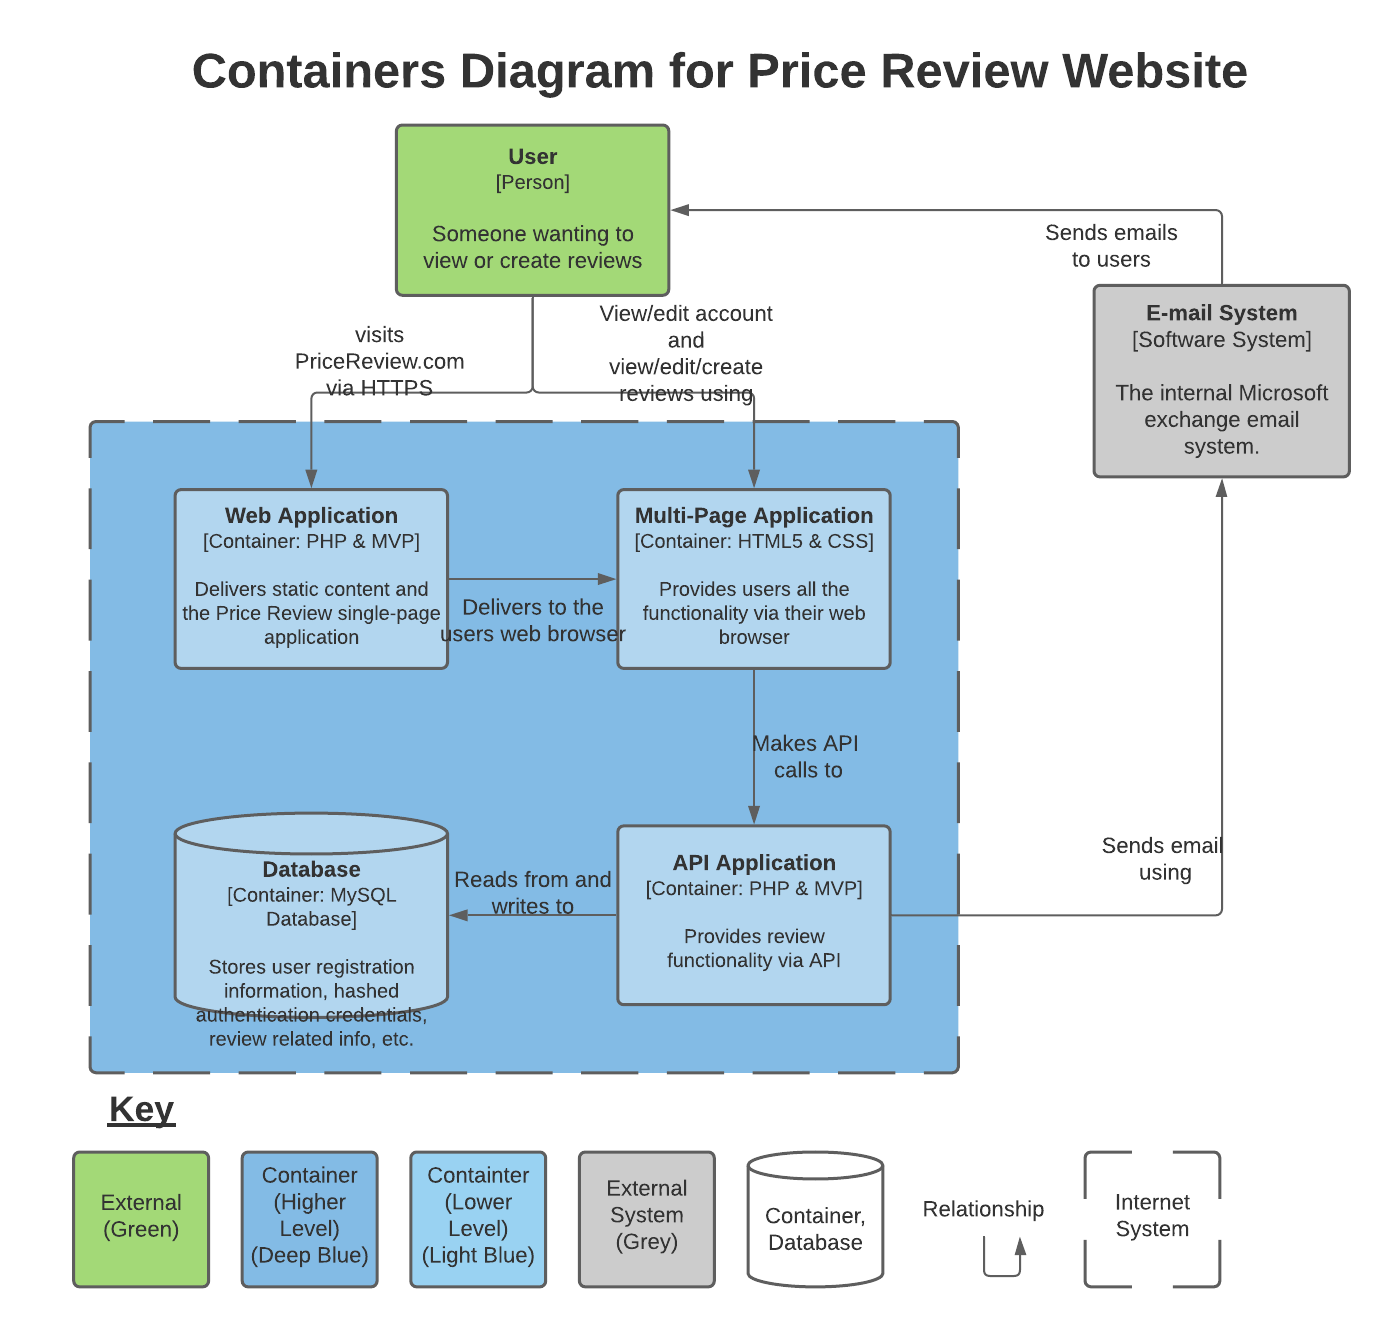 Containers Diagram for Price Review Website
User
[Person]
Someone wanting to
view or create reviews
Sends emails
to users
E-mail System
[Software System]
The internal Microsoft
exchange email
system.
visits
PriceReview.com
via HTTPS
View/edit account
and
view/edit/create
reviews using
Web Application
[Container: PHP & MVP]
Delivers static content and
the Price Review single-page
application
Delivers to the
users web browser
Multi-Page Application
[Container: HTML5 & CSS]
Provides users all the
functionality via their web
browser
Makes API
calls to
Database
[Container: MySQL
Database]
Stores user registration
information, hashed
authentication credentials,
review related info, etc.
Reads from and
writes to
API Application
[Container: PHP & MVP]
Provides review
functionality via API
Sends email
using
Key
External
(Green)
Container
(Higher
Level)
(Deep Blue)
Containter
(Lower
Level)
(Light Blue)
External
System
(Grey)
Container,
Database
Relationship
Internet
System